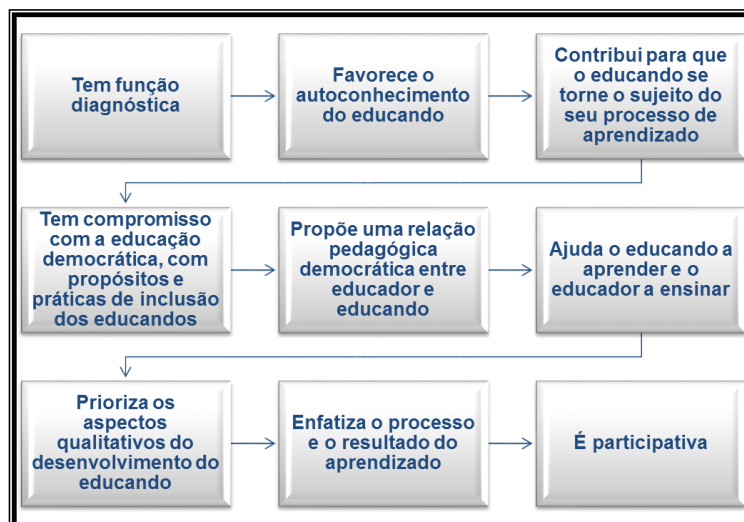 Tem função
diagnóstica
Favorece o
autoconhecimento
do educando
Contribui para que
o educando se
torne o sujeito do
seu processo de
aprendizado
Tem compromisso
com a educação
democrática, com
propósitos e
práticas de inclusão
dos educandos
Propõe uma relação
pedagógica
democrática entre
educador e
educando
Ajuda o educando a
aprender e o
educador a ensinar
Prioriza os
aspectos
qualitativos do
desenvolvimento do
educando
Enfatiza o processo
e o resultado do
aprendizado
É participativa